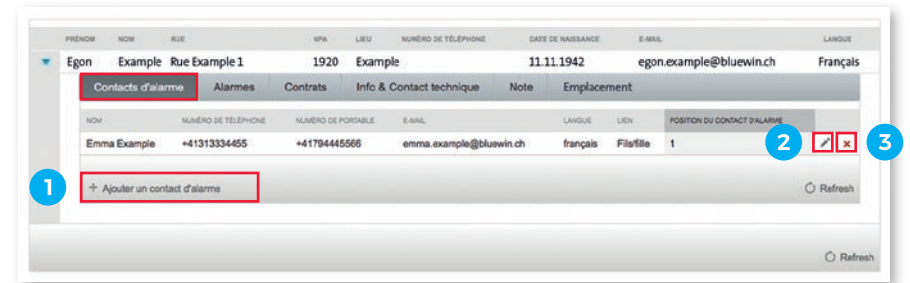 PRÉNOM NOM RUE NPA LIEU NUMÉRO DE TÉLÉPHONE DATE DE NAISSANCE E-MAIL LANGUE
Egon Example Rue Example 1 1920 Example 11.11.1942 egon.example@bluewin.ch Français
Contacts d'alarme Alarmes Contrats Info & Contact technique Note Emplacement
NOM NUMÉRO DE TÉLÉPHONE NUMÉRO DE PORTABLE E-MAIL LANGUE LIEN POSITION DU CONTACT D'ALARME
Emma Example +41313334455 +41794445566 emma.example@bluewin.ch français Fils/fille 1 2 3
1 + Ajouter un contact d'alarme Refresh
Refresh